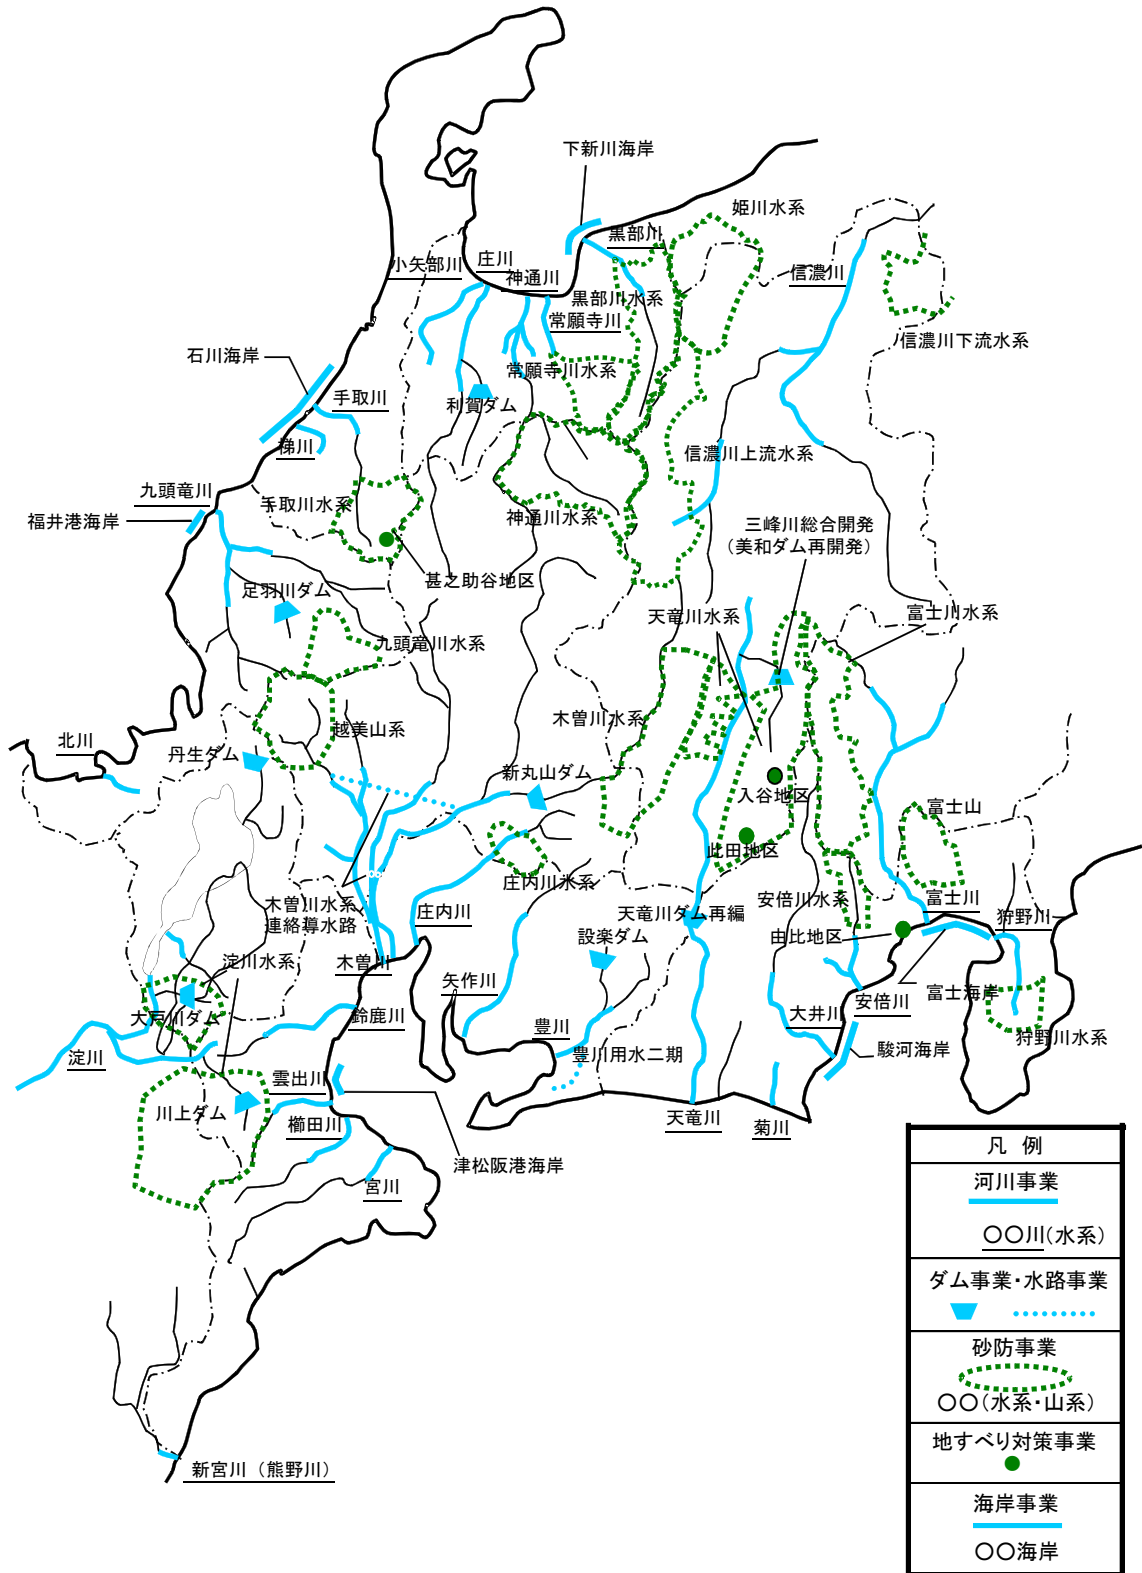 下新川海岸
姫川水系
黒部川
庄川
小矢部川
神通川
信濃川
黒部川水系
常願寺川
信濃川下流水系
石川海岸
常願寺川水系
手取川
利賀ダム
梯川
信濃川上流水系
九頭竜川
手取川水系
福井港海岸
神通川水系
三峰川総合開発
(美和ダム再開発)
甚之助谷地区
足羽川ダム
天竜川水系
富士川水系
九頭竜川水系
木曽川水系
越美山系
北川
丹生ダム
新丸山ダム
入谷地区
富士山
此田地区
庄内川水系
木曽川水系
連絡導水路
庄内川
天竜川ダム再編
安倍川水系
富士川
狩野川
設楽ダム
由比地区
淀川水系
木曽川
矢作川
富士海岸
安倍川
大戸川ダム
鈴鹿川
大井川
豊川
狩野川水系
淀川
豊川用水二期
駿河海岸
雲出川
川上ダム
櫛田川
天竜川
菊川
津松阪港海岸
宮川
新宮川（熊野川）
凡 例
河川事業
〇〇川(水系)
ダム事業・水路事業
砂防事業
〇〇(水系・山系)
地すべり対策事業
海岸事業
〇〇海岸